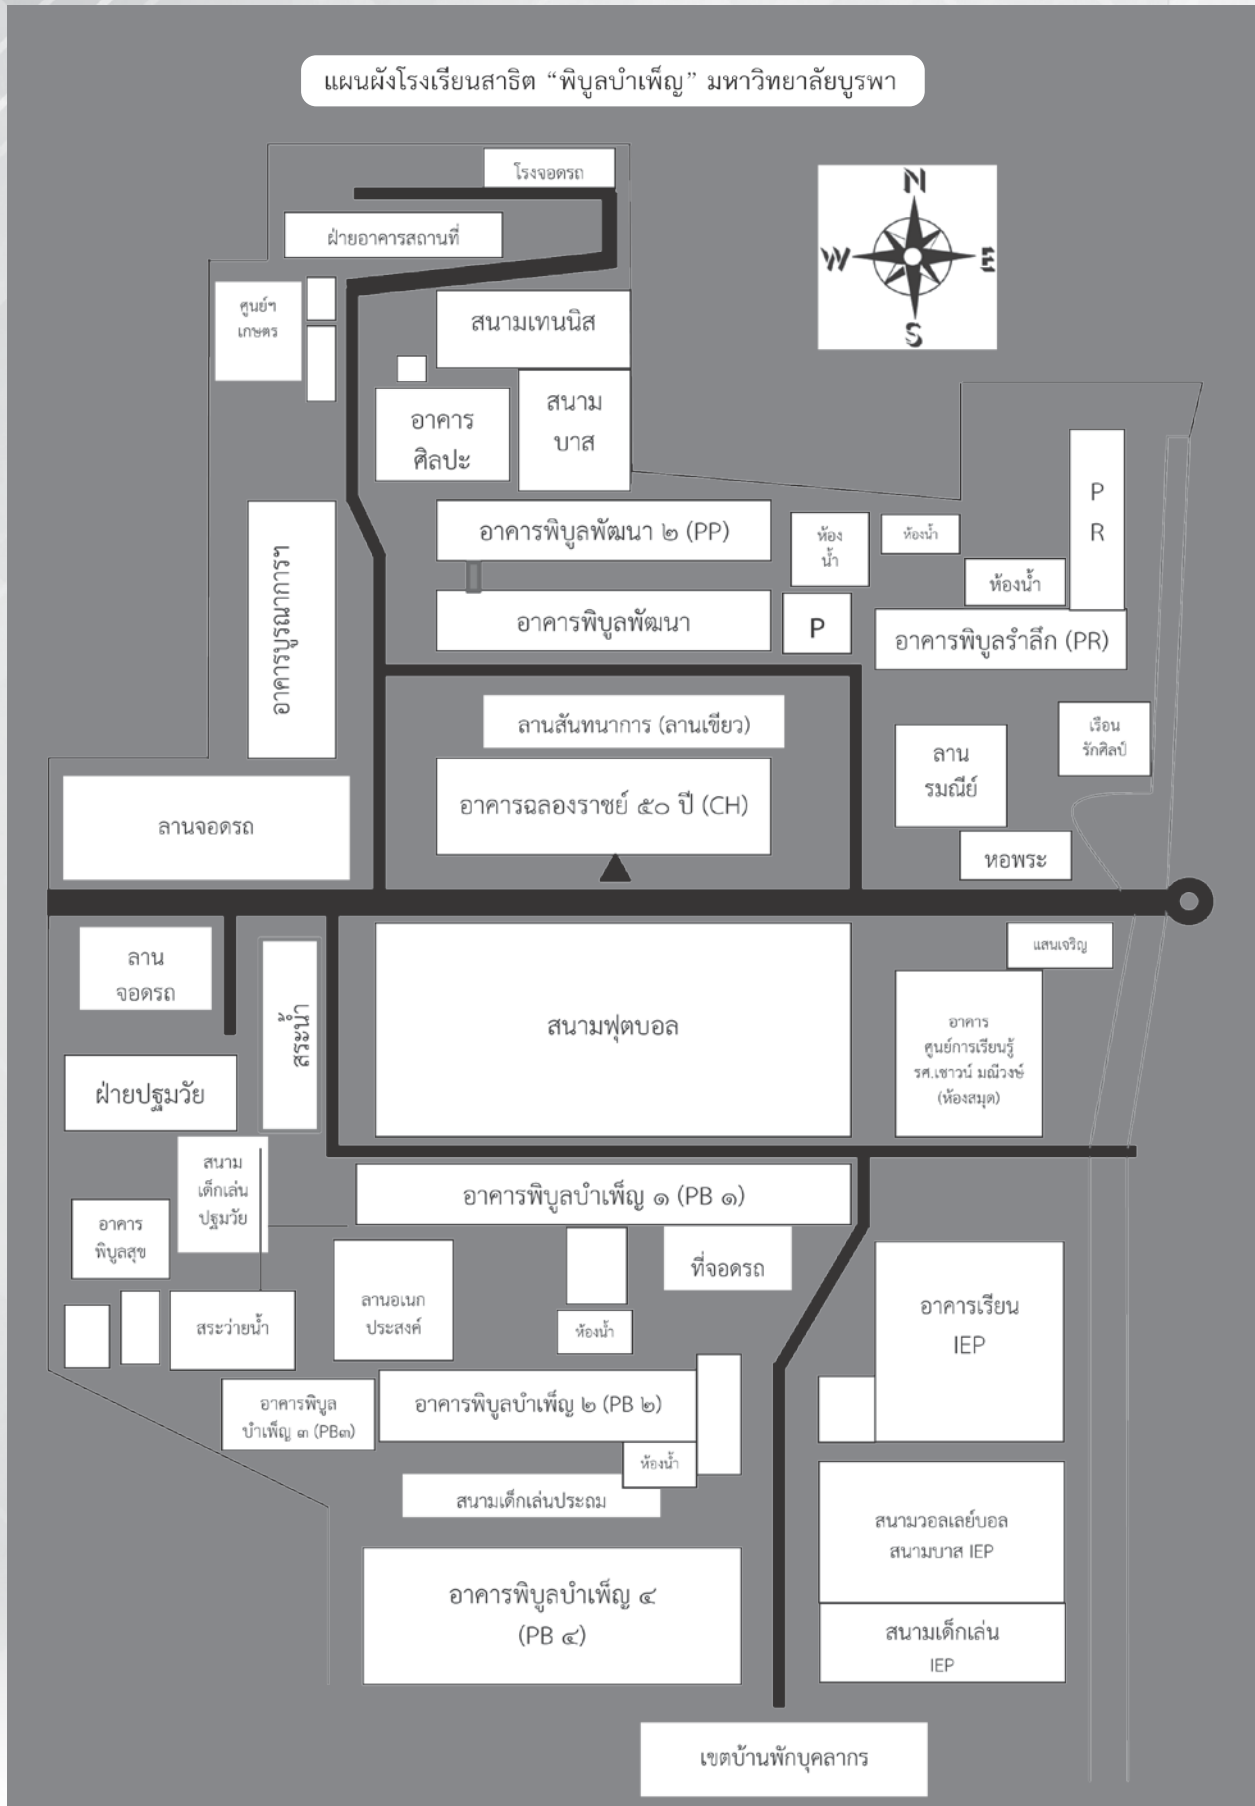 แผนผังโรงเรียนสาธิต “พิบูลบำเพ็ญ” มหาวิทยาลัยบูรพา
โรงจอดรถ
N
W
E
S
ฝ่ายอาคารสถานที่
ศูนย์ฯ
เกษตร
สนามเทนนิส
อาคาร
ศิลปะ
สนาม
บาส
P
R
อาคารพิบูลพัฒนา ๒ (PP)
ห้อง
น้ำ
ห้องน้ำ
ห้องน้ำ
อาคารบูรณาการฯ
อาคารพิบูลพัฒนา
P
อาคารพิบูลรำลึก (PR)
ลานสันทนาการ (ลานเขียว)
เรือน
รักศิลป์
ลาน
รมณีย์
อาคารฉลองราชย์ ๕๐ ปี (CH)
ลานจอดรถ
หอพระ
ลาน
จอดรถ
สระน้ำ
สนามฟุตบอล
แสนเจริญ
อาคาร
ศูนย์การเรียนรู้
รศ.เชาวน์ มณีวงษ์
(ห้องสมุด)
ฝ่ายปฐมวัย
สนาม
เด็กเล่น
ปฐมวัย
อาคารพิบูลบำเพ็ญ ๑ (PB ๑)
อาคาร
พิบูลสุข
ที่จอดรถ
ลานอเนก
ประสงค์
สระว่ายน้ำ
ห้องน้ำ
อาคารเรียน
IEP
อาคารพิบูล
บำเพ็ญ ๓ (PB๓)
อาคารพิบูลบำเพ็ญ ๒ (PB ๒)
ห้องน้ำ
สนามเด็กเล่นประถม
สนามวอลเลย์บอล
สนามบาส IEP
อาคารพิบูลบำเพ็ญ ๔
(PB ๔)
สนามเด็กเล่น
IEP
เขตบ้านพักบุคลากร